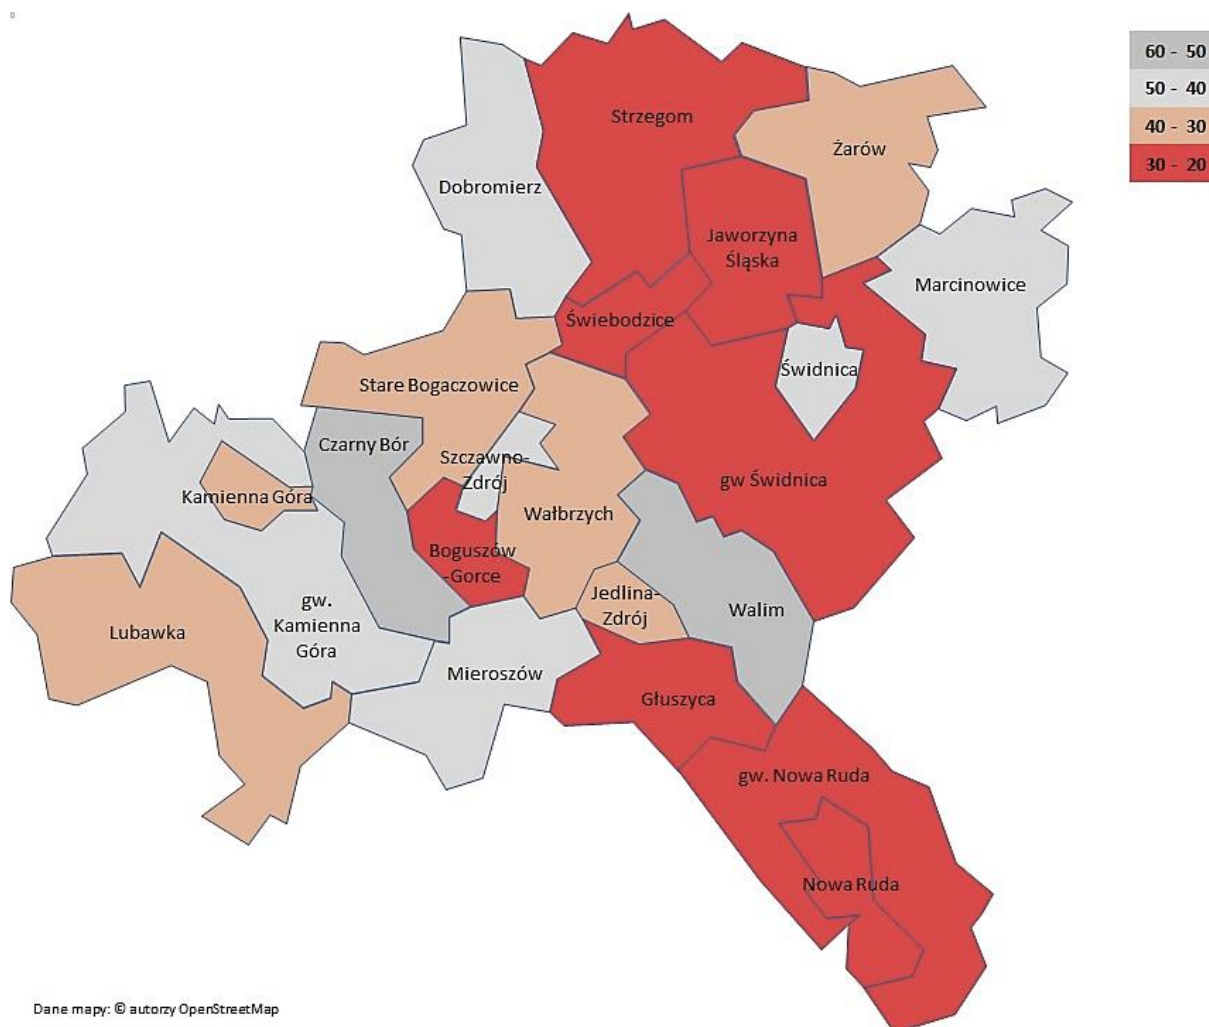 60 - 50
50 - 40
40 - 30
30 - 20
Strzegom
Żarów
Dobromierz
Jaworzyna
Śląska
Marcinowice
Świebodzice
Świdnica
Stare Bogaczowice
Czarny Bór
Szczawno-
Zdrój
gw Świdnica
Kamienna Góra
Wałbrzych
Boguszów
-Gorce
Jedlina-
Zdrój
Walim
gw.
Kamienna
Góra
Lubawka
Mieroszów
Głuszyca
gw. Nowa Ruda
Nowa Ruda
Dane mapy: © autorzy OpenStreetMap